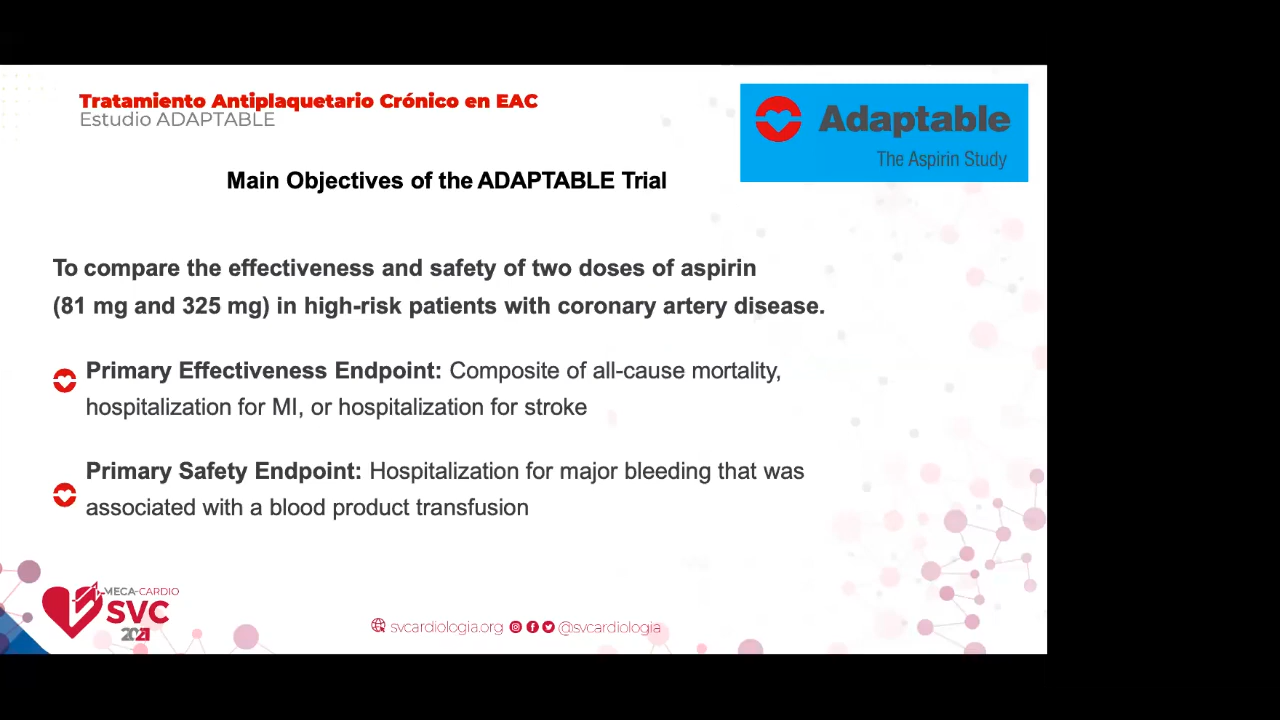 Tratamiento Antiplaquetario Crónico en EAC
Estudio ADAPTABLE
Adaptable
The Aspirin Study
Main Objectives of the ADAPTABLE Trial
To compare the effectiveness and safety of two doses of aspirin
(81 mg and 325 mg) in high-risk patients with coronary artery disease.
Primary Effectiveness Endpoint: Composite of all-cause mortality,
hospitalization for MI, or hospitalization for stroke
Primary Safety Endpoint: Hospitalization for major bleeding that was
associated with a blood product transfusion
MECA-CARDIO
SVC
2021
svcardiologia.org @svcardiologia